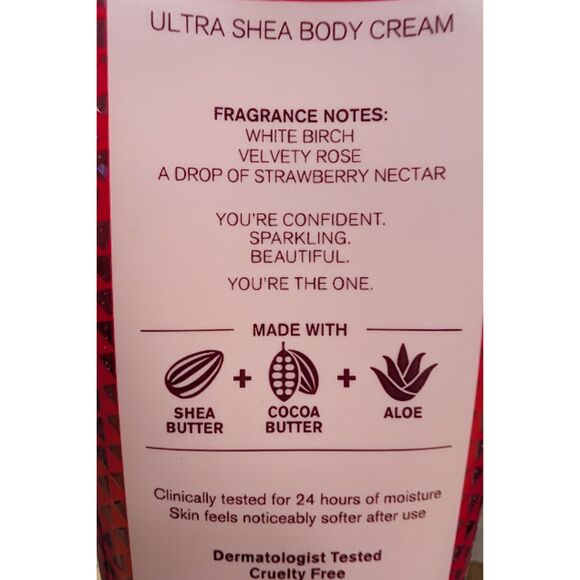 ULTRA SHEA BODY CREAM
FRAGRANCE NOTES:
WHITE BIRCH
VELVETY ROSE
A DROP OF STRAWBERRY NECTAR
YOU'RE CONFIDENT.
SPARKLING.
BEAUTIFUL.
YOU'RE THE ONE.
MADE WITH
+ +
SHEA BUTTER
COCOA BUTTER
ALOE
Clinically tested for 24 hours of moisture
Skin feels noticeably softer after use
Dermatologist Tested
Cruelty Free